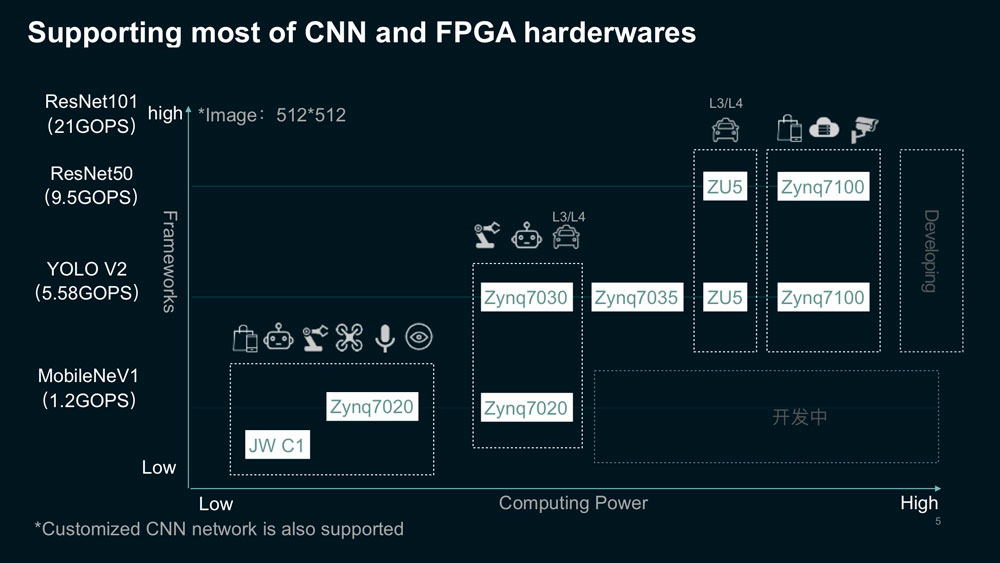 Supporting most of CNN and FPGA harderwares
ResNet101
(21GOPS)
high
*Image：512*512
L3/L4
ResNet50
(9.5GOPS)
ZU5
Zynq7100
Frameworks
L3/L4
Developing
YOLO V2
(5.58GOPS)
Zynq7030
Zynq7035
ZU5
Zynq7100
MobileNeV1
(1.2GOPS)
Zynq7020
Zynq7020
开发中
JW C1
Low
Low
Computing Power
High
5
*Customized CNN network is also supported